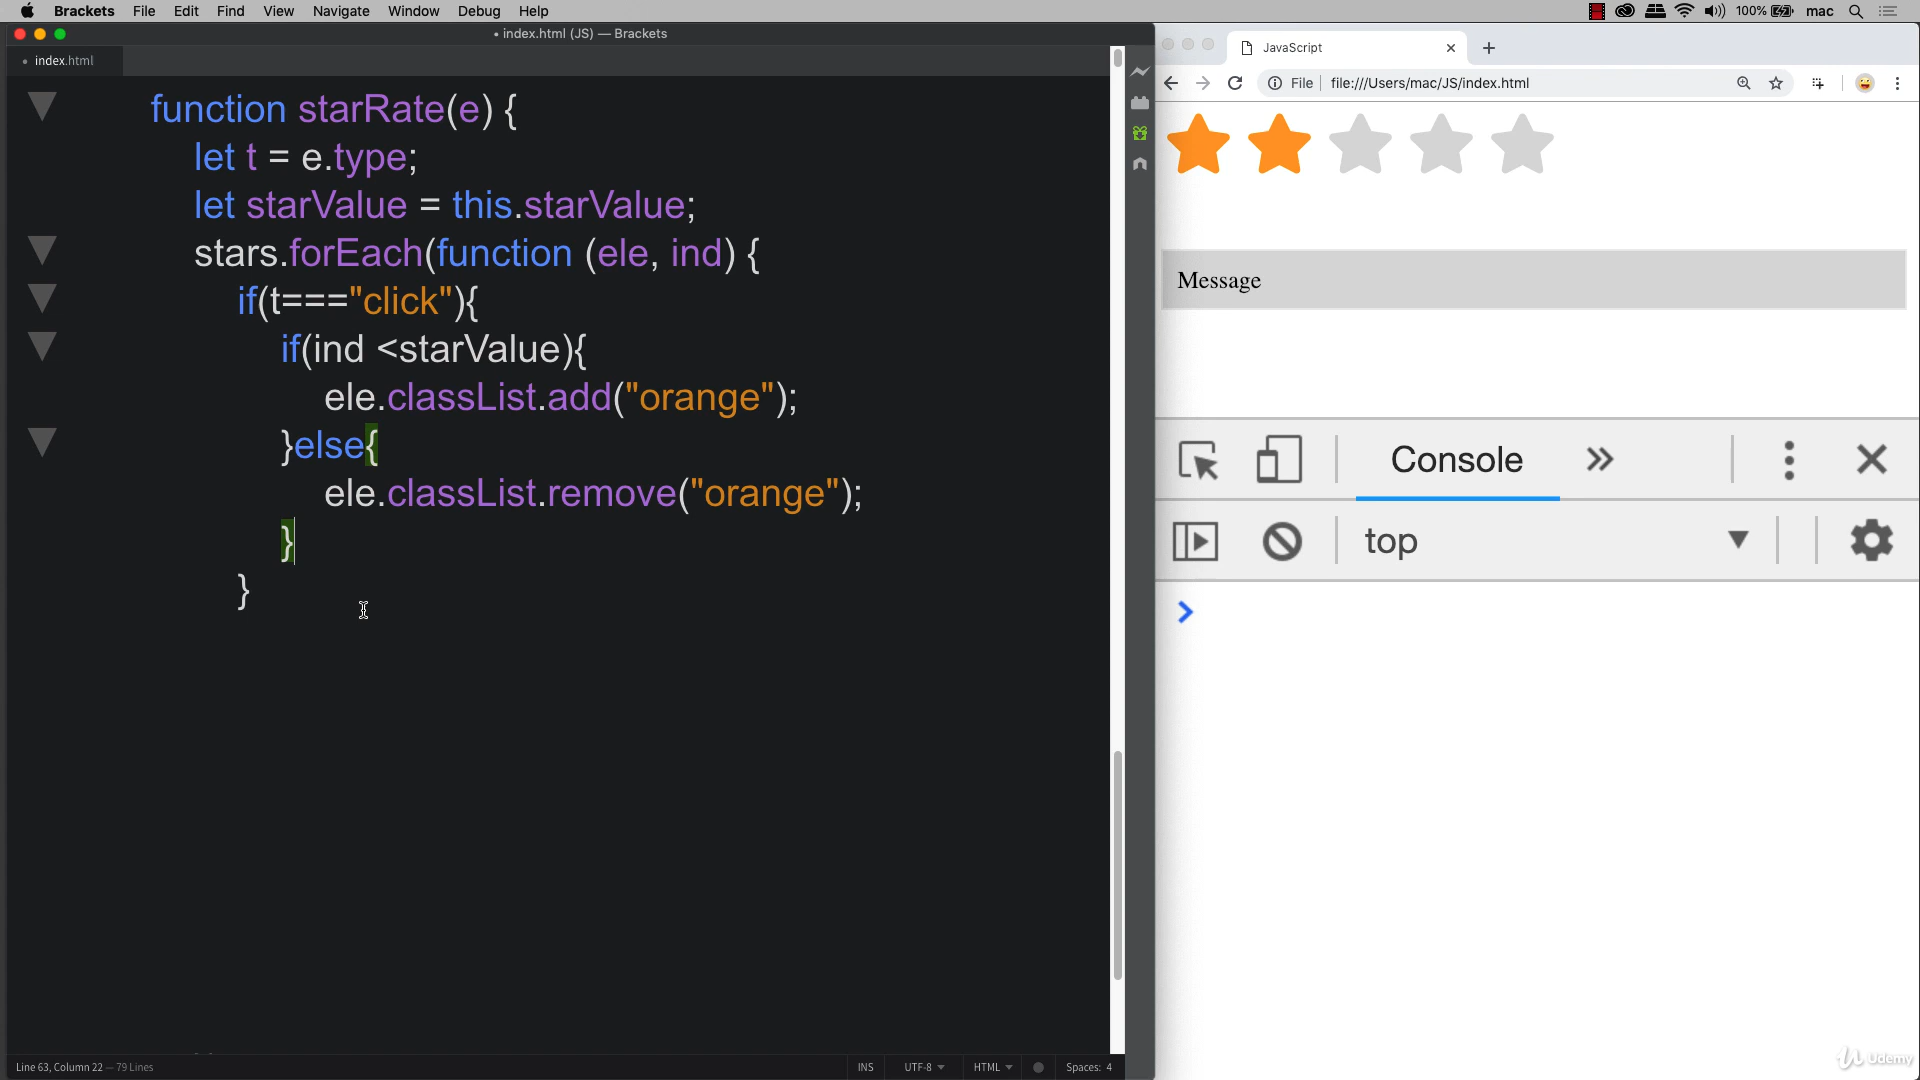 Brackets File Edit Find View Navigate Window Debug Help
100% mac
• index.html (JS) — Brackets
• index.html
function starRate(e) {
let t = e.type;
let starValue = this.starValue;
stars.forEach(function (ele, ind) {
if(t==="click"){
if(ind <starValue){
ele.classList.add("orange");
}else{
ele.classList.remove("orange");
}
}
Line 63, Column 22 — 79 Lines
INS UTF-8 HTML Spaces: 4
JavaScript
File file:///Users/mac/JS/index.html
Message
Console
top
Udemy